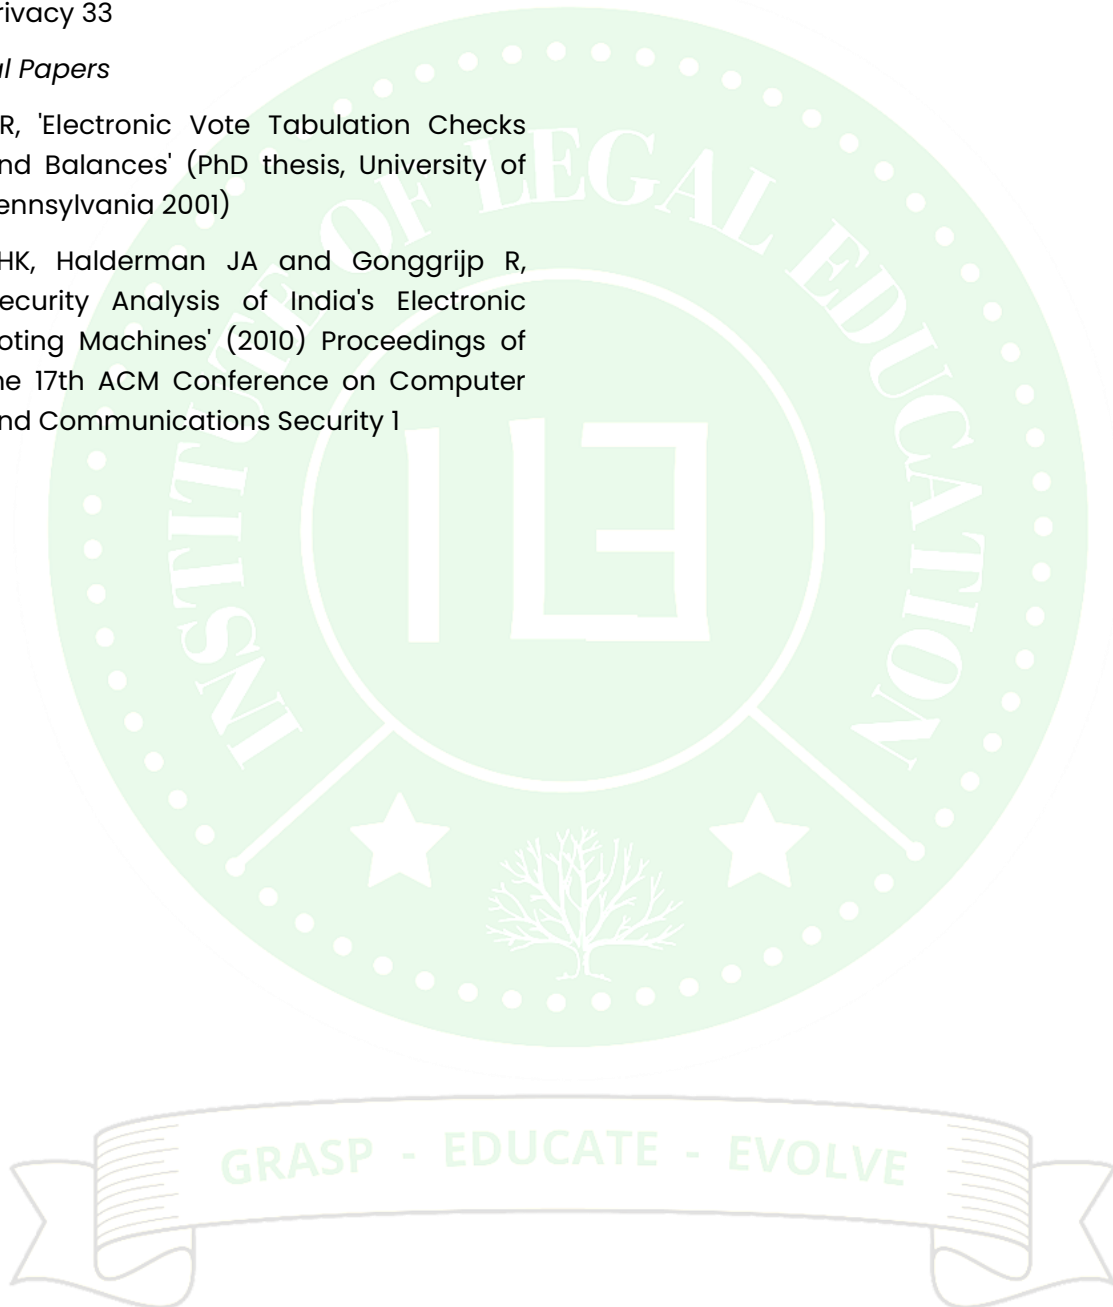 rivacy 33
al Papers
R, 'Electronic Vote Tabulation Checks
nd Balances' (PhD thesis, University of
ennsylvania 2001)
HK, Halderman JA and Gonggrijp R,
ecurity Analysis of India's Electronic
oting Machines' (2010) Proceedings of
he 17th ACM Conference on Computer
nd Communications Security 1
INSTITUTE OF LEGAL EDUCATION
ILE
GRASP - EDUCATE - EVOLVE